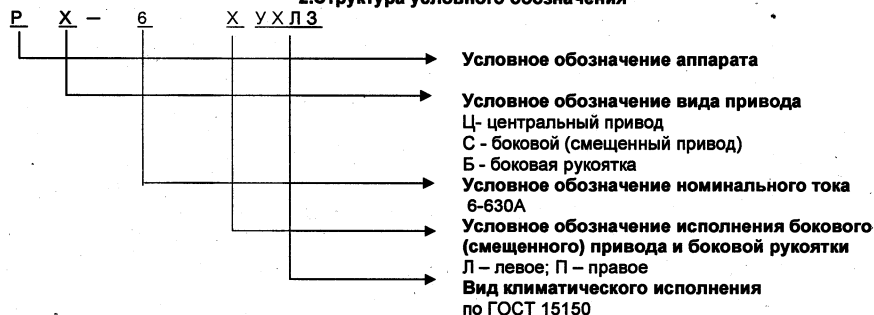 2.Структура условного обозначения
Р Х – 6 Х УХЛ3
Условное обозначение аппарата
Условное обозначение вида привода
Ц- центральный привод
С - боковой (смещенный привод)
Б - боковая рукоятка
Условное обозначение номинального тока
6-630А
Условное обозначение исполнения бокового
(смещенного) привода и боковой рукоятки
Л – левое; П – правое
Вид климатического исполнения
по ГОСТ 15150